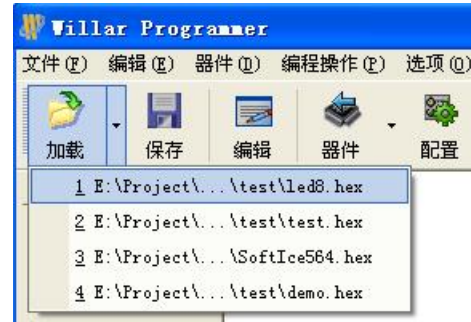 Willar Programmer
文件(F) 编辑(E) 器件(D) 编程操作(P) 选项(O)
加载 保存 编辑 器件 配置
1 E:\Project\...\test\led8.hex
2 E:\Project\...\test\test.hex
3 E:\Project\...\SoftIce564.hex
4 E:\Project\...\test\demo.hex